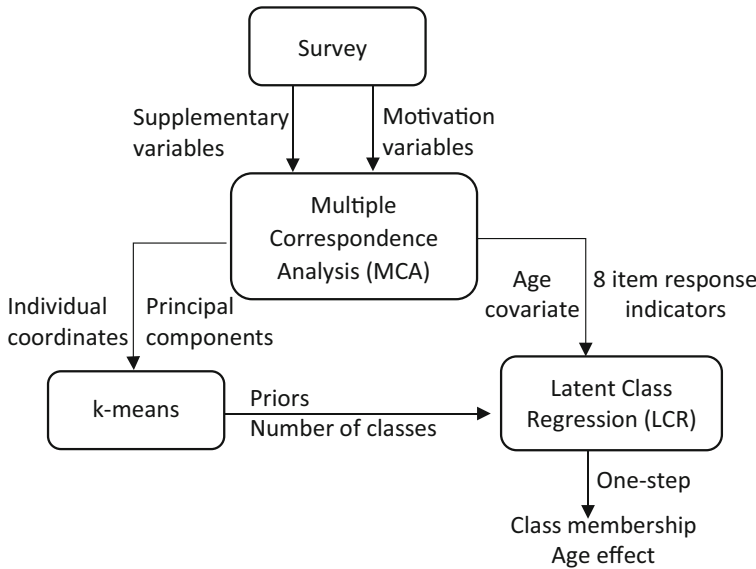 Survey
Supplementary
variables
Motivation
variables
Multiple
Correspondence
Analysis (MCA)
Individual
coordinates
Principal
components
Age
covariate
8 item response
indicators
k-means
Priors
Number of classes
Latent Class
Regression (LCR)
One-step
Class membership
Age effect